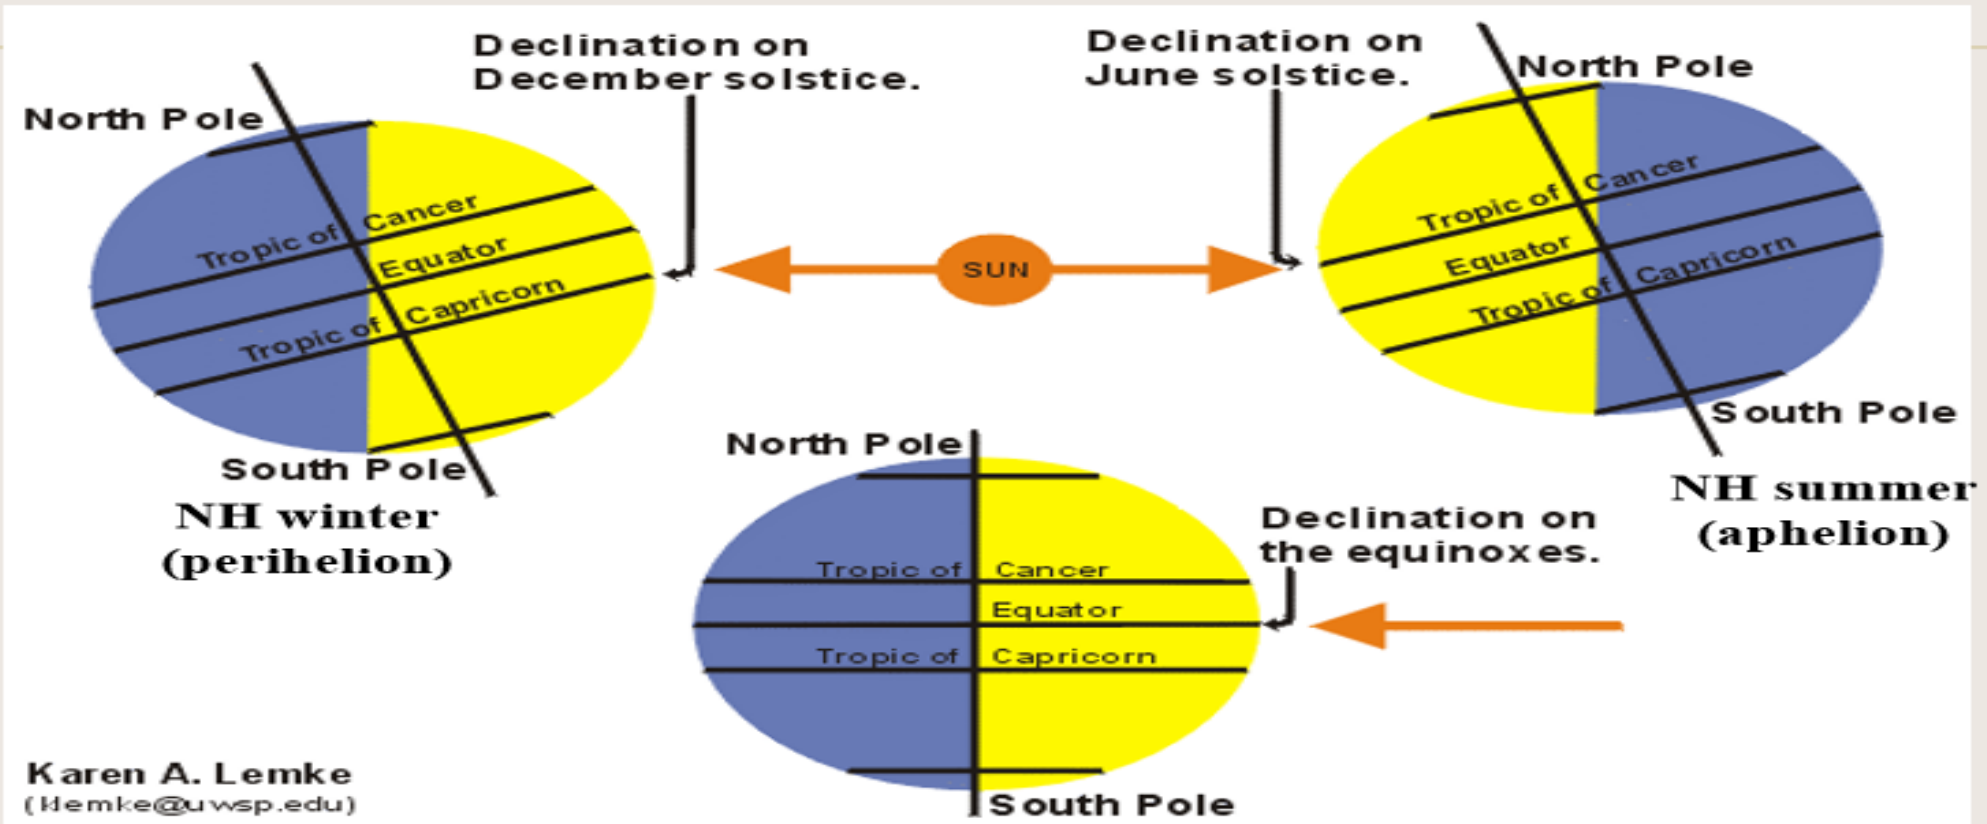 Declination on
December solstice.
North Pole
Tropic of Cancer
Equator
Tropic of Capricorn
South Pole
NH winter
(perihelion)
SUN
Declination on
June solstice.
North Pole
Tropic of Cancer
Equator
Tropic of Capricorn
South Pole
NH summer
(aphelion)
North Pole
Tropic of Cancer
Equator
Tropic of Capricorn
South Pole
Declination on
the equinoxes.
Karen A. Lemke
(klemke@uwsp.edu)